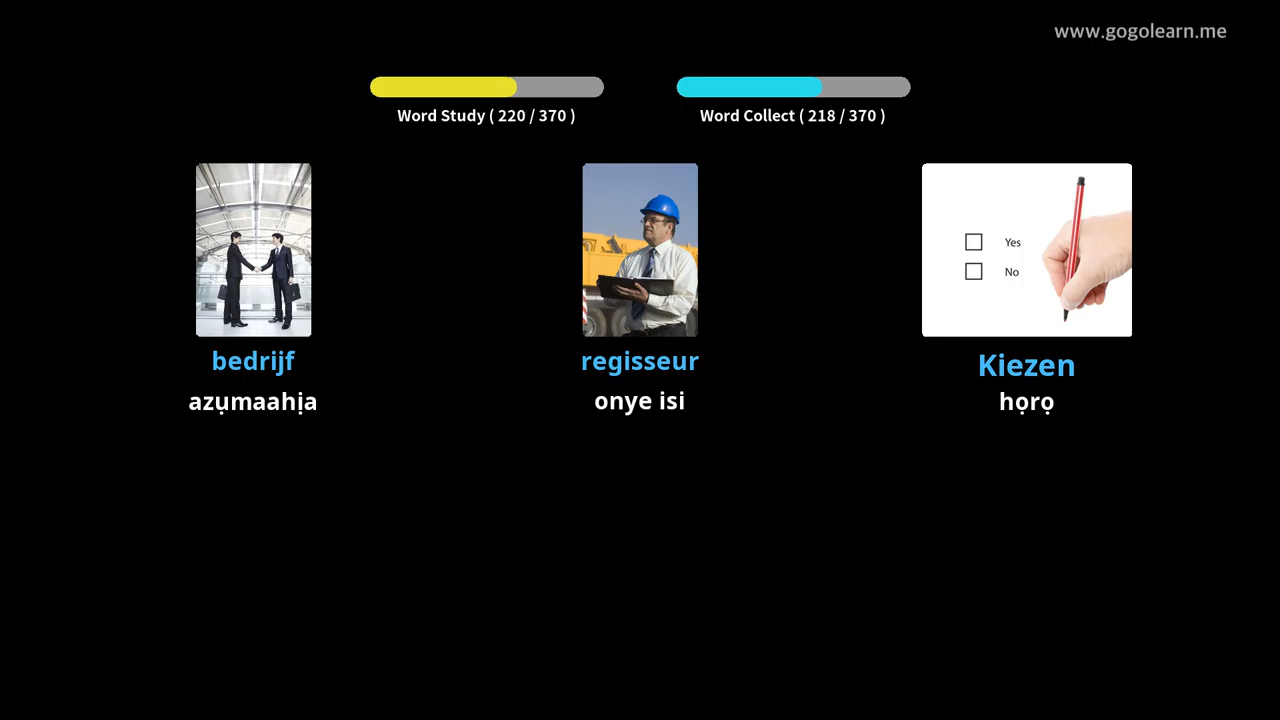 www.gogolearn.me
Word Study ( 220 / 370 )
Word Collect ( 218 / 370 )
Yes
No
bedrijf
regisseur
Kiezen
azụmaahịa
onye isi
họrọ